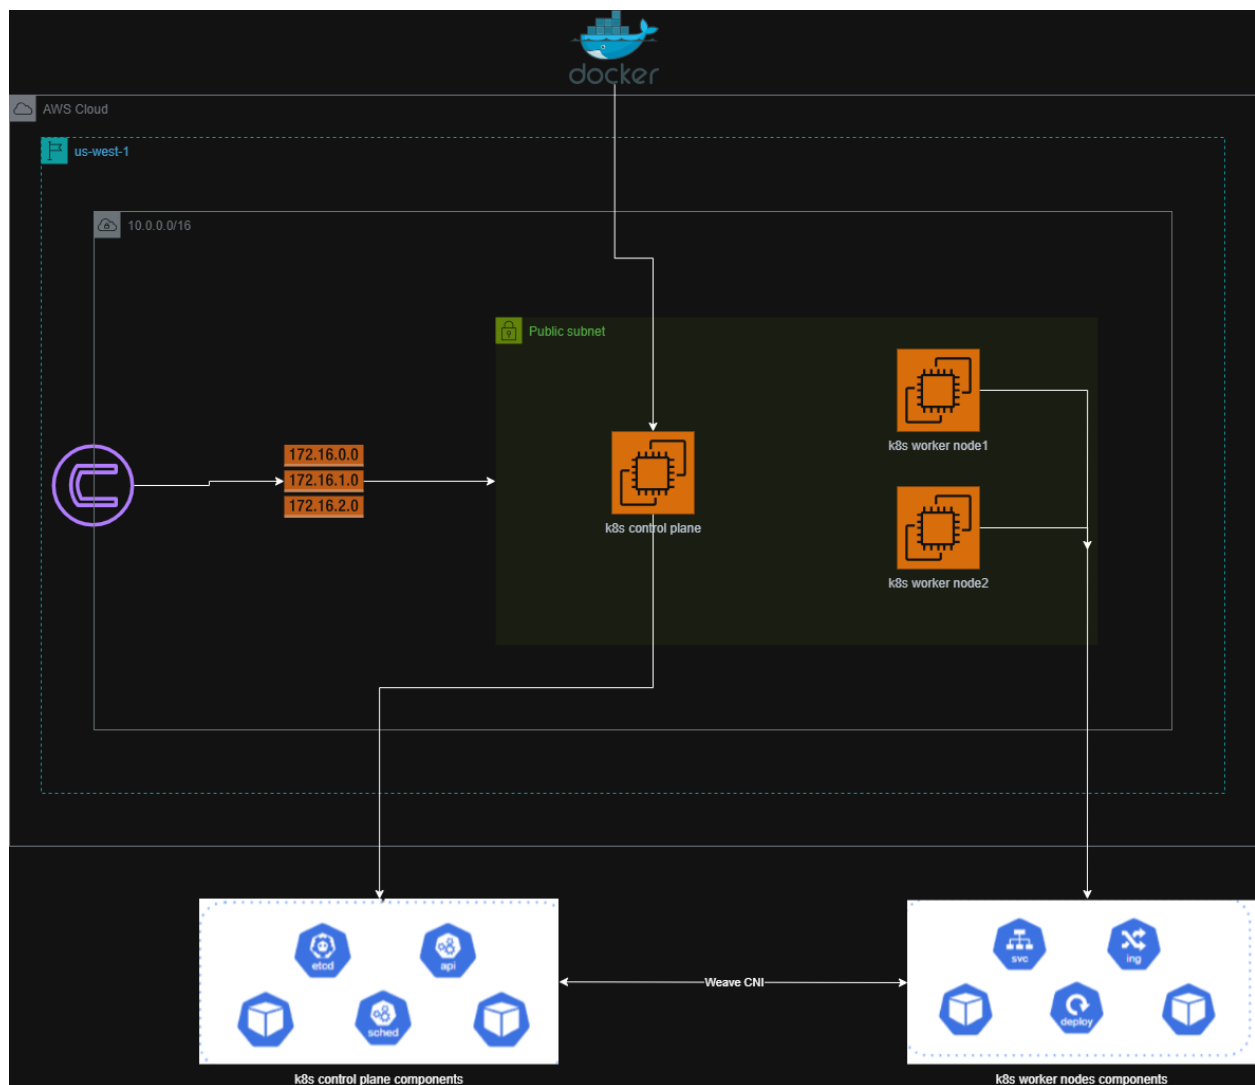 docker
AWS Cloud
us-west-1
10.0.0.0/16
Public subnet
k8s worker node1
172.16.0.0
172.16.1.0
172.16.2.0
k8s control plane
k8s worker node2
etcd
api
sched
Weave CNI
svc
ing
deploy
k8s control plane components
k8s worker nodes components